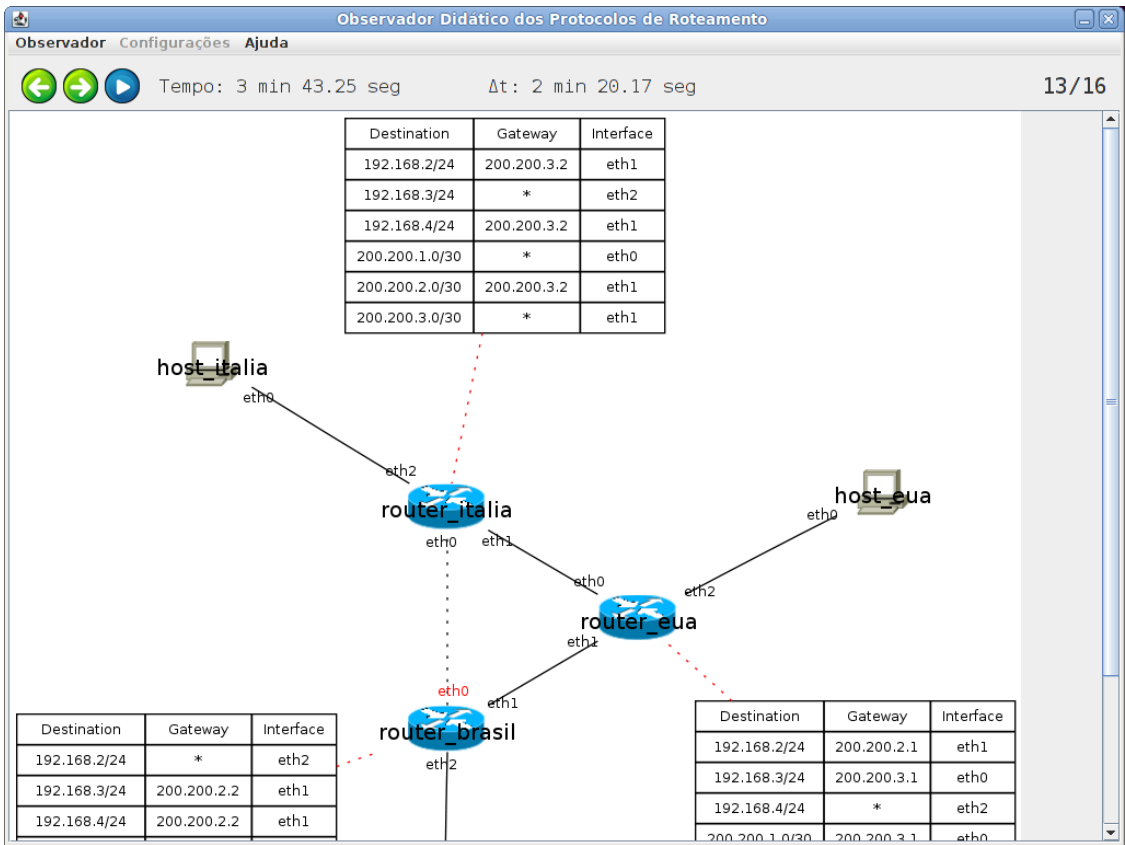 Observador Didático dos Protocolos de Roteamento
Observador Configurações Ajuda
Tempo: 3 min 43.25 seg Δt: 2 min 20.17 seg 13/16
Destination Gateway Interface
192.168.2/24 200.200.3.2 eth1
192.168.3/24 * eth2
192.168.4/24 200.200.3.2 eth1
200.200.1.0/30 * eth0
200.200.2.0/30 200.200.3.2 eth1
200.200.3.0/30 * eth1
host_italia
eth0
eth2
router_italia
eth0 eth1
host_eua
eth0
eth0
eth2
router_eua
eth1
eth0
eth1
router_brasil
eth2
Destination Gateway Interface
192.168.2/24 * eth2
192.168.3/24 200.200.2.2 eth1
192.168.4/24 200.200.2.2 eth1
Destination Gateway Interface
192.168.2/24 200.200.2.1 eth1
192.168.3/24 200.200.3.1 eth0
192.168.4/24 * eth2
200.200.1.0/30 200.200.3.1 eth0